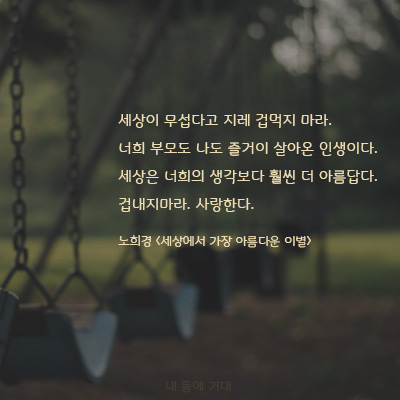 세상이 무섭다고 지레 겁먹지 마라.
너희 부모도 나도 즐거이 살아온 인생이다.
세상은 너희의 생각보다 훨씬 더 아름답다.
겁내지마라. 사랑한다.
노희경 <세상에서 가장 아름다운 이별>
내 등에 기대